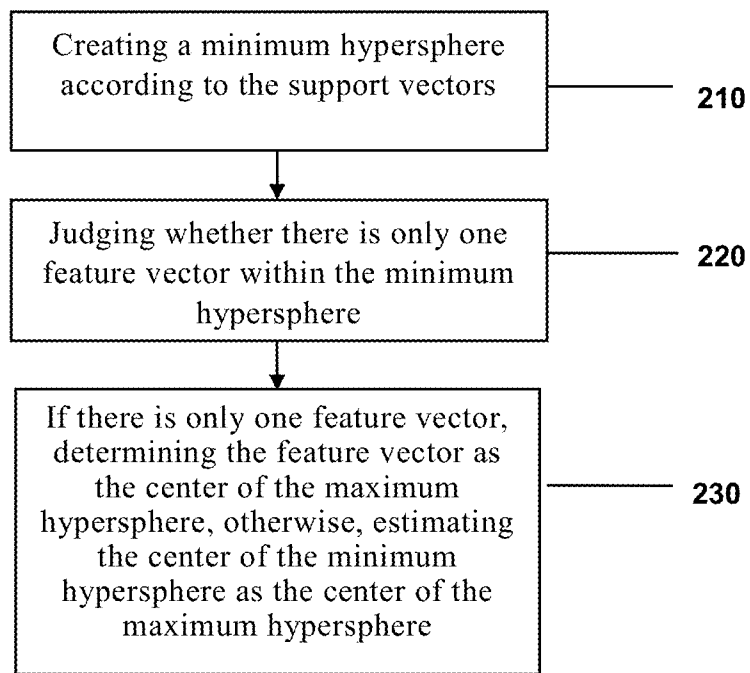 Creating a minimum hypersphere
according to the support vectors
210
Judging whether there is only one
feature vector within the minimum
hypersphere
220
If there is only one feature vector,
determining the feature vector as
the center of the maximum
hypersphere, otherwise, estimating
the center of the minimum
hypersphere as the center of the
maximum hypersphere
230